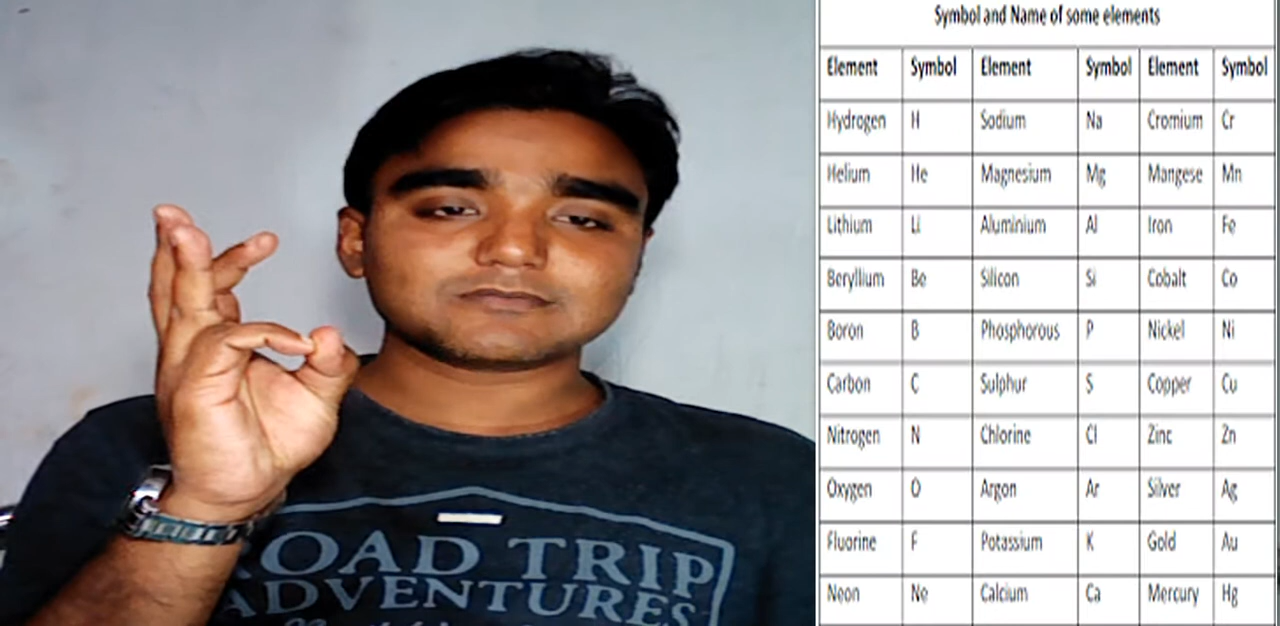 Symbol and Name of some elements
Element Symbol Element Symbol Element Symbol
Hydrogen H Sodium Na Cromium Cr
Helium He Magnesium Mg Mangese Mn
Lithium Li Aluminium Al Iron Fe
Beryllium Be Silicon Si Cobalt Co
Boron B Phosphorous P Nickel Ni
Carbon C Sulphur S Copper Cu
Nitrogen N Chlorine Cl Zinc Zn
Oxygen O Argon Ar Silver Ag
Fluorine F Potassium K Gold Au
Neon Ne Calcium Ca Mercury Hg
ROAD TRIP
ADVENTURES